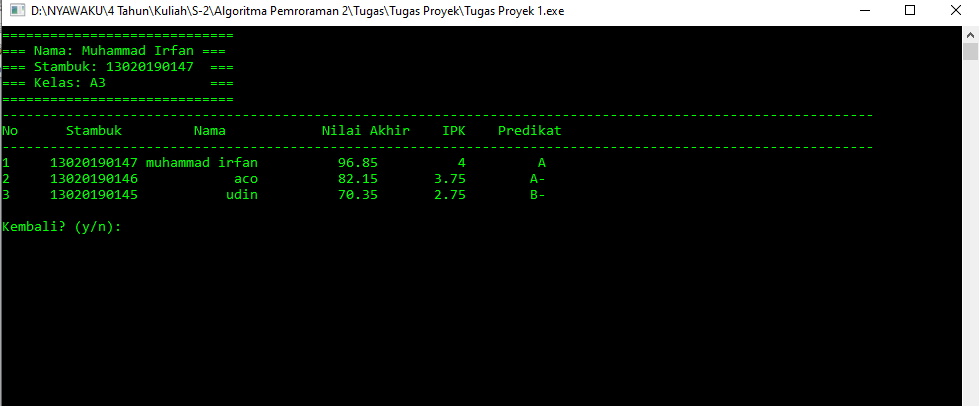 D:\NYAWAKU\4 Tahun\Kuliah\S-2\Algoritma Pemroraman 2\Tugas\Tugas Proyek\Tugas Proyek 1.exe
=============================
=== Nama: Muhammad Irfan ===
=== Stambuk: 13020190147  ===
=== Kelas: A3             ===
=============================
-------------------------------------------------------------------------------------------------------------
No      Stambuk         Nama            Nilai Akhir    IPK    Predikat
-------------------------------------------------------------------------------------------------------------
1     13020190147 muhammad irfan          96.85          4         A
2     13020190146            aco          82.15       3.75        A-
3     13020190145           udin          70.35       2.75        B-
Kembali? (y/n):